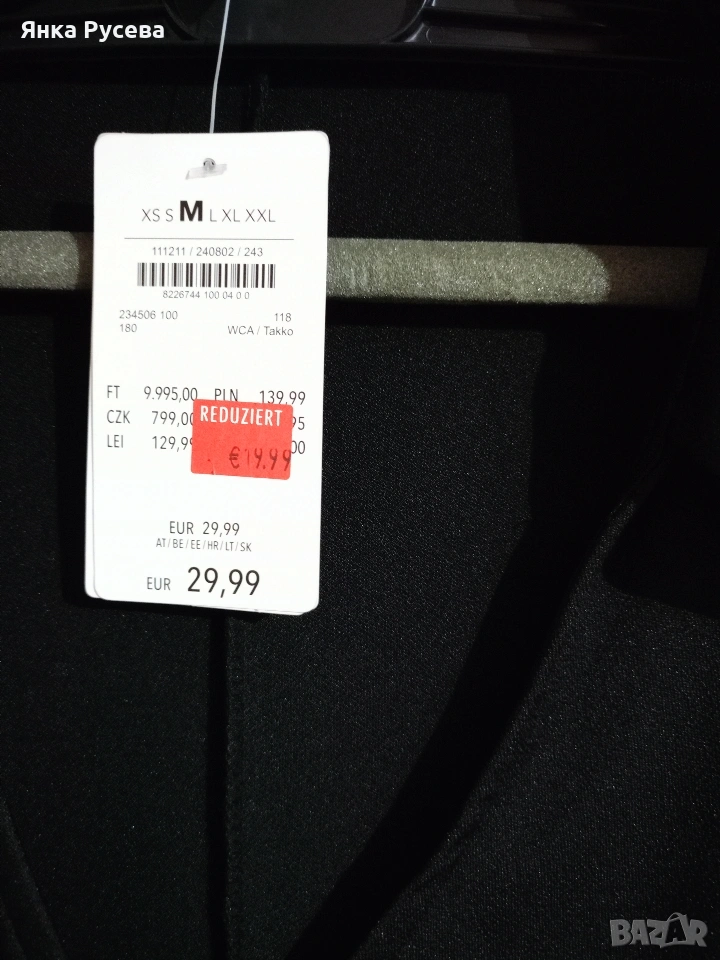 Янка Русева
XS S M L XL XXL
111211 / 240802 / 243
8226744 100 04 0 0
234506 100 118
180 WCA / Takko
FT 9.995,00 PLN 139,99
CZK 799,00 95
LEI 129,99 00
REDUZIERT
€19.99
EUR 29,99
AT/BE/EE/HR/LT/SK
EUR 29,99
BAZAR